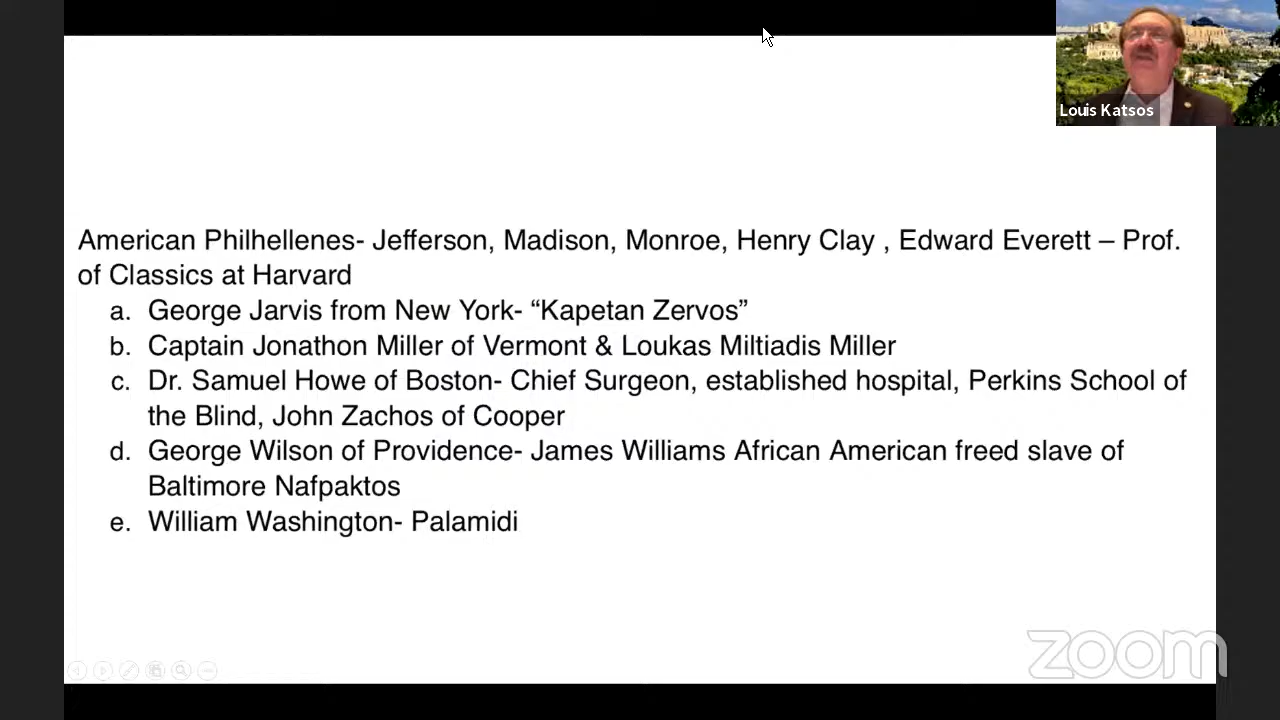 Louis Katsos
American Philhellenes- Jefferson, Madison, Monroe, Henry Clay , Edward Everett – Prof.
of Classics at Harvard
a. George Jarvis from New York- “Kapetan Zervos”
b. Captain Jonathon Miller of Vermont & Loukas Miltiadis Miller
c. Dr. Samuel Howe of Boston- Chief Surgeon, established hospital, Perkins School of
the Blind, John Zachos of Cooper
d. George Wilson of Providence- James Williams African American freed slave of
Baltimore Nafpaktos
e. William Washington- Palamidi
zoom